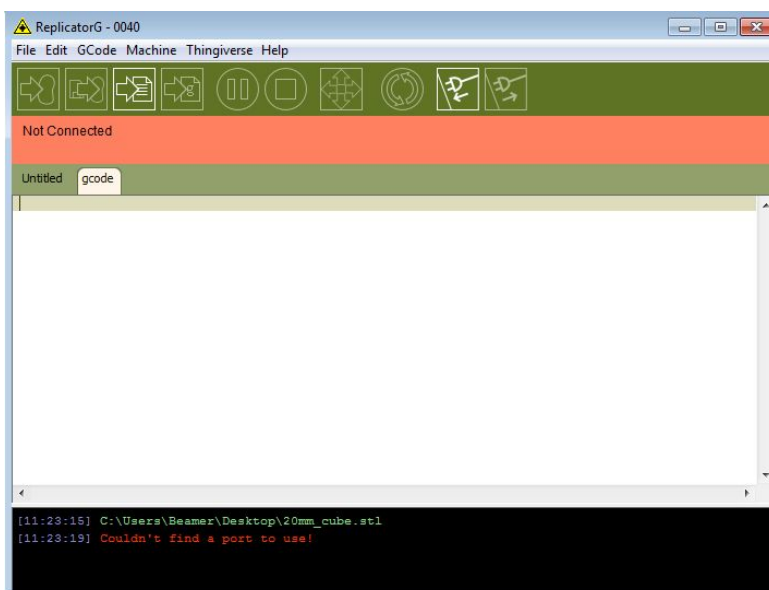 ReplicatorG - 0040
File Edit GCode Machine Thingiverse Help
Not Connected
Untitled gcode
[11:23:15] C:\Users\Beamer\Desktop\20mm_cube.stl
[11:23:19] Couldn't find a port to use!